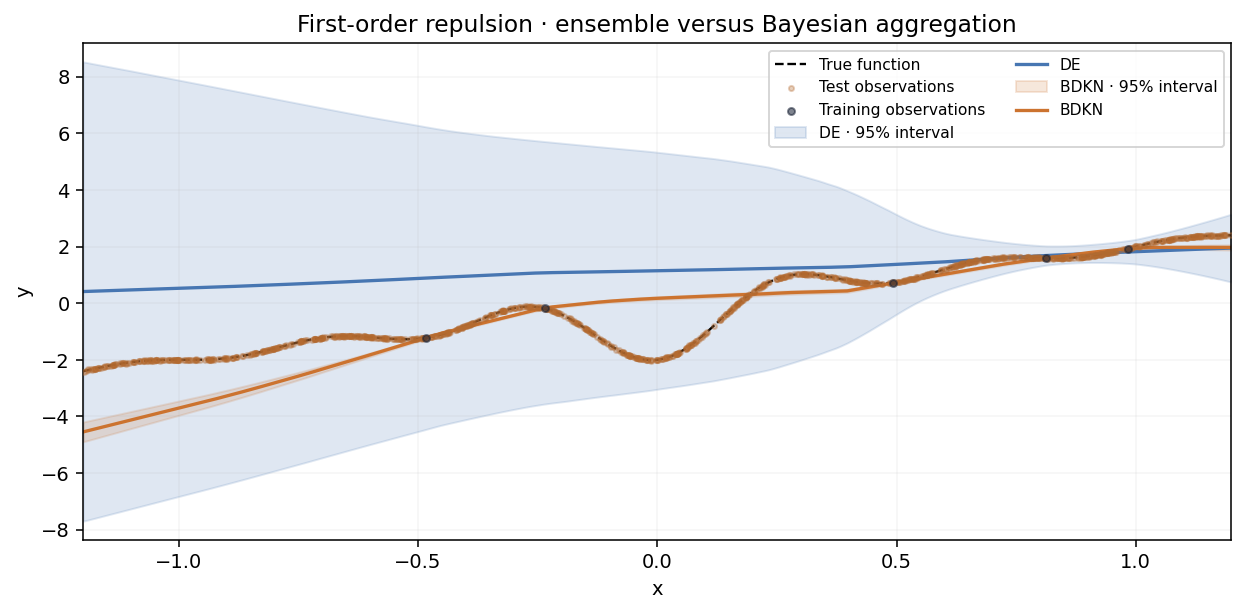 First-order repulsion · ensemble versus Bayesian aggregation
True function
Test observations
Training observations
DE · 95% interval
DE
BDKN · 95% interval
BDKN
y
8
6
4
2
0
−2
−4
−6
−8
−1.0
−0.5
0.0
0.5
1.0
x